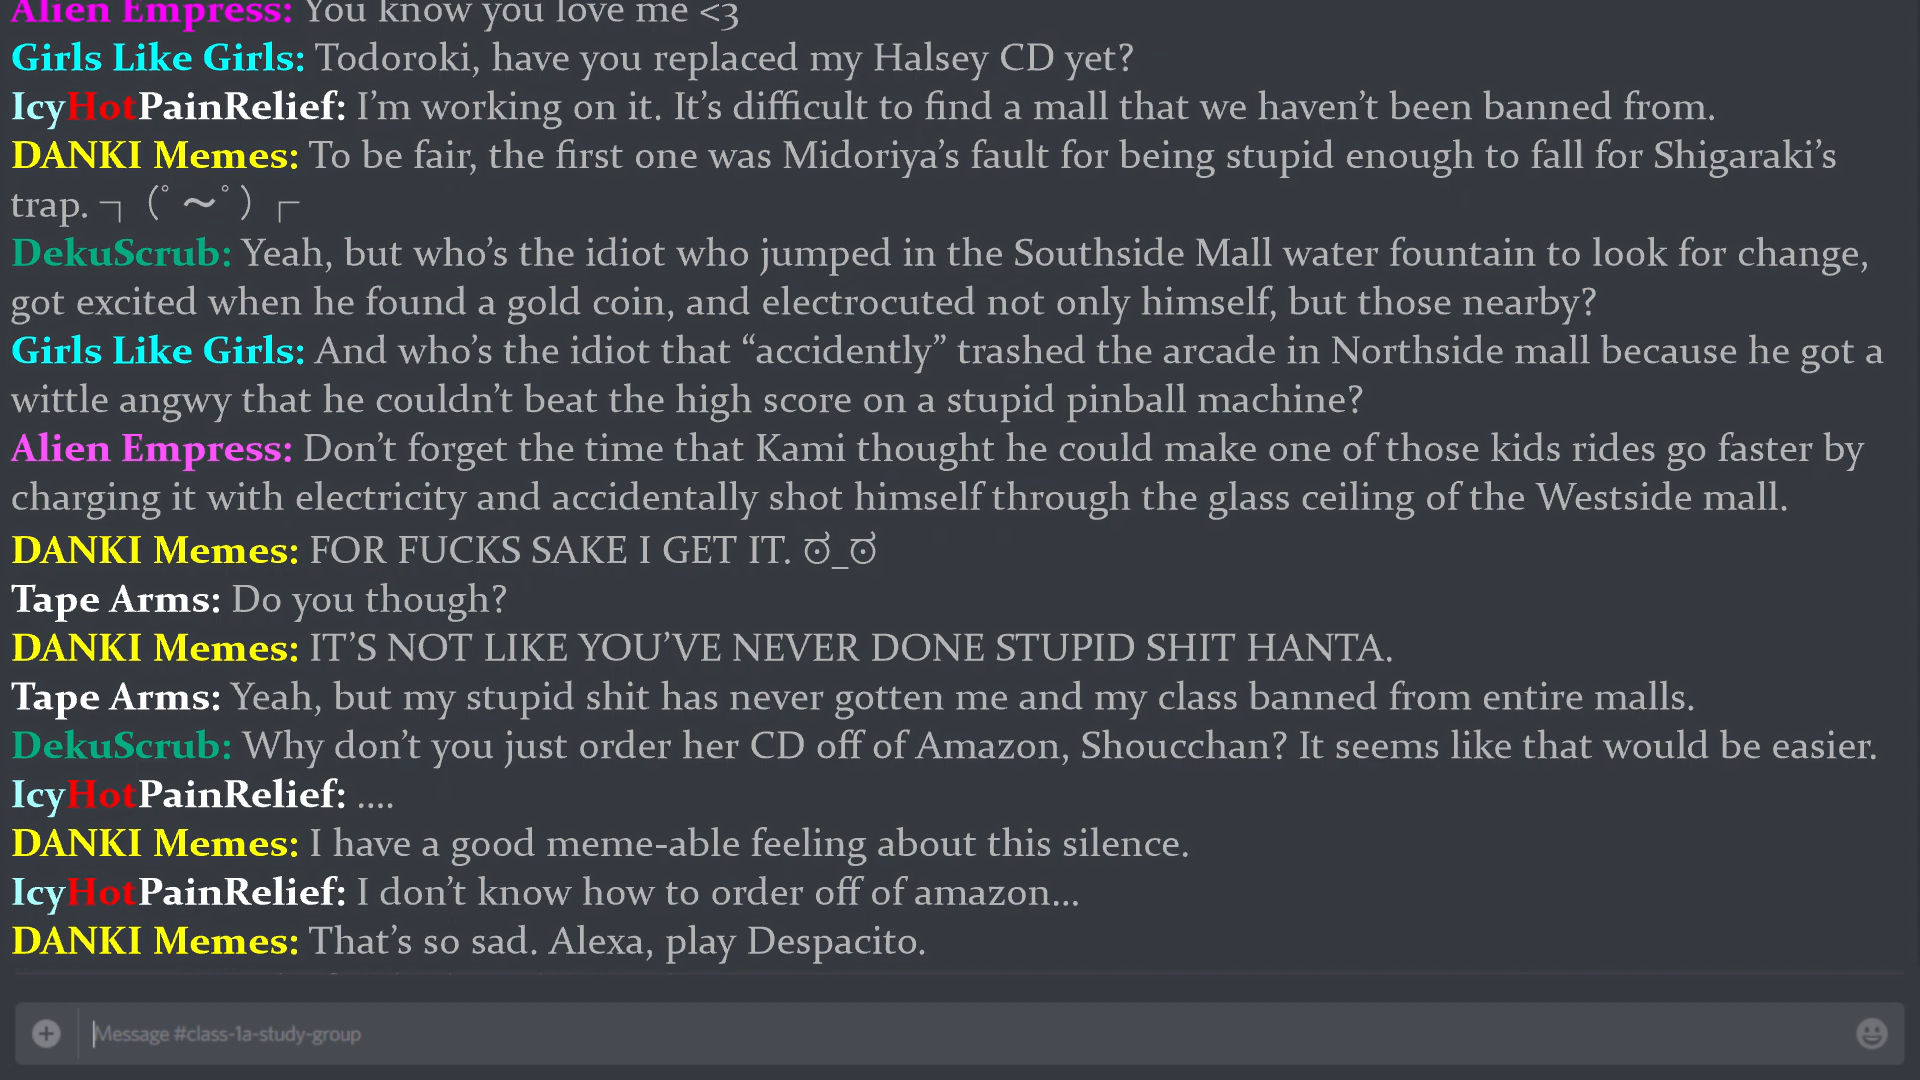 Alien Empress: You know you love me <3
Girls Like Girls: Todoroki, have you replaced my Halsey CD yet?
IcyHotPainRelief: I’m working on it. It’s difficult to find a mall that we haven’t been banned from.
DANKI Memes: To be fair, the first one was Midoriya’s fault for being stupid enough to fall for Shigaraki’s
trap. ┐（ﾟ～ﾟ）┌
DekuScrub: Yeah, but who’s the idiot who jumped in the Southside Mall water fountain to look for change,
got excited when he found a gold coin, and electrocuted not only himself, but those nearby?
Girls Like Girls: And who’s the idiot that “accidently” trashed the arcade in Northside mall because he got a
wittle angwy that he couldn’t beat the high score on a stupid pinball machine?
Alien Empress: Don’t forget the time that Kami thought he could make one of those kids rides go faster by
charging it with electricity and accidentally shot himself through the glass ceiling of the Westside mall.
DANKI Memes: FOR FUCKS SAKE I GET IT. ಠ_ಠ
Tape Arms: Do you though?
DANKI Memes: IT’S NOT LIKE YOU’VE NEVER DONE STUPID SHIT HANTA.
Tape Arms: Yeah, but my stupid shit has never gotten me and my class banned from entire malls.
DekuScrub: Why don’t you just order her CD off of Amazon, Shoucchan? It seems like that would be easier.
IcyHotPainRelief: ....
DANKI Memes: I have a good meme-able feeling about this silence.
IcyHotPainRelief: I don’t know how to order off of amazon...
DANKI Memes: That’s so sad. Alexa, play Despacito.
Message #class-1a-study-group